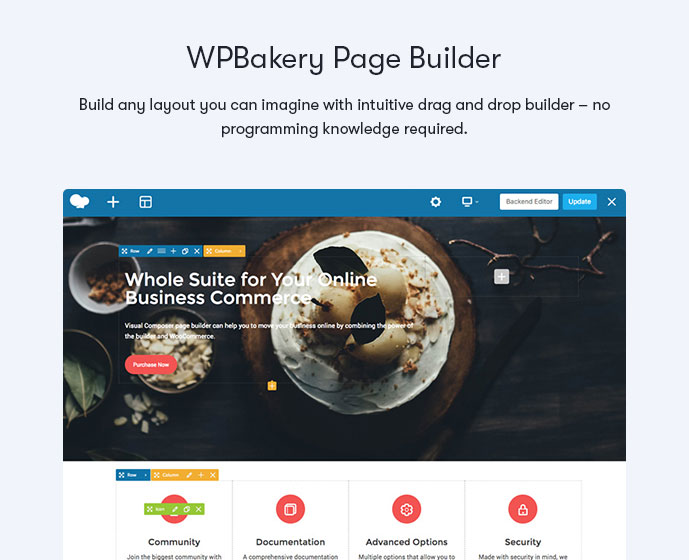 WPBakery Page Builder
Build any layout you can imagine with intuitive drag and drop builder – no
programming knowledge required.
Backend Editor
Update
Row
Column
Whole Suite for Your Online
Business Commerce
Visual Composer page builder can help you to move your business online by combining the power of
the builder and WooCommerce.
Purchase Now
Row
Column
Icon
Community
Documentation
Advanced Options
Security
Join the biggest community with
A comprehensive documentation
Multiple options that allow you to
Made with security in mind, we